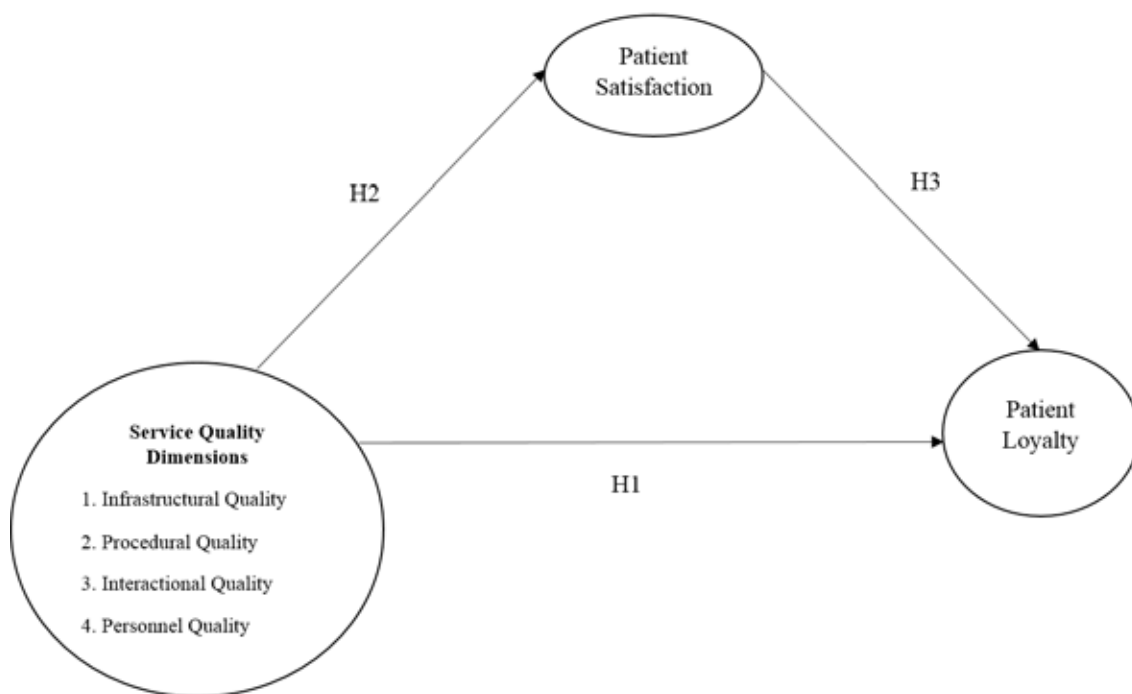 Patient
Satisfaction
H2
H3
Service Quality
Dimensions
1. Infrastructural Quality
2. Procedural Quality
3. Interactional Quality
4. Personnel Quality
H1
Patient
Loyalty